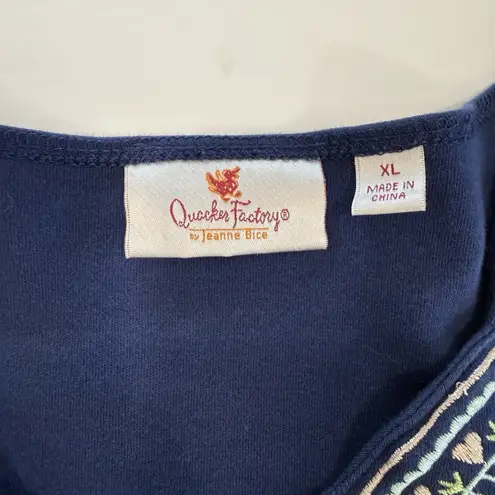 Quacker Factory®
by Jeanne Bice
XL
MADE IN
CHINA